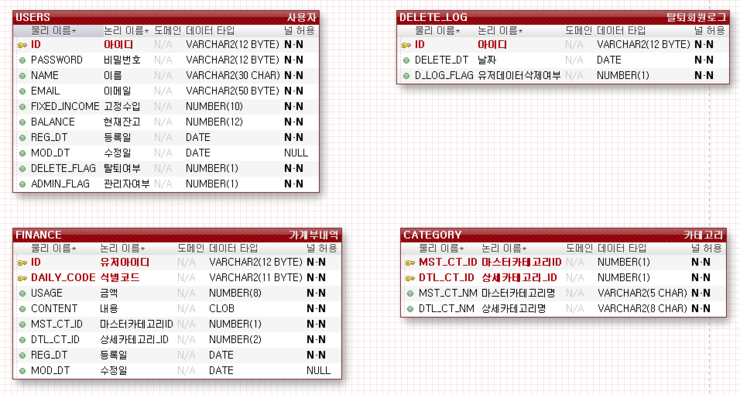 USERS 사용자
물리 이름* 논리 이름* 도메인 데이터 타입 널 허용
ID 아이디 N/A VARCHAR2(12 BYTE) N·N
PASSWORD 비밀번호 N/A VARCHAR2(12 BYTE) N·N
NAME 이름 N/A VARCHAR2(30 CHAR) N·N
EMAIL 이메일 N/A VARCHAR2(50 BYTE) N·N
FIXED_INCOME 고정수입 N/A NUMBER(10) N·N
BALANCE 현재잔고 N/A NUMBER(12) N·N
REG_DT 등록일 N/A DATE N·N
MOD_DT 수정일 N/A DATE NULL
DELETE_FLAG 탈퇴여부 N/A NUMBER(1) N·N
ADMIN_FLAG 관리자여부 N/A NUMBER(1) N·N
DELETE_LOG 탈퇴회원로그
물리 이름* 논리 이름* 도메인 데이터 타입 널 허용
ID 아이디 N/A VARCHAR2(12 BYTE) N·N
DELETE_DT 날짜 N/A DATE N·N
D_LOG_FLAG 유저데이터삭제여부 N/A NUMBER(1) N·N
FINANCE 가계부내역
물리 이름* 논리 이름* 도메인 데이터 타입 널 허용
ID 유저아이디 N/A VARCHAR2(12 BYTE) N·N
DAILY_CODE 식별코드 N/A VARCHAR2(11 BYTE) N·N
USAGE 금액 N/A NUMBER(8) N·N
CONTENT 내용 N/A CLOB N·N
MST_CT_ID 마스터카테고리ID N/A NUMBER(1) N·N
DTL_CT_ID 상세카테고리_ID N/A NUMBER(2) N·N
REG_DT 등록일 N/A DATE N·N
MOD_DT 수정일 N/A DATE NULL
CATEGORY 카테고리
물리 이름* 논리 이름* 도메인 데이터 타입 널 허용
MST_CT_ID 마스터카테고리ID N/A NUMBER(1) N·N
DTL_CT_ID 상세카테고리_ID N/A NUMBER(1) N·N
MST_CT_NM 마스터카테고리명 N/A VARCHAR2(5 CHAR) N·N
DTL_CT_NM 상세카테고리명 N/A VARCHAR2(8 CHAR) N·N